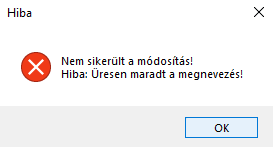 Hiba
Nem sikerült a módosítás!
Hiba: Üresen maradt a megnevezés!
OK